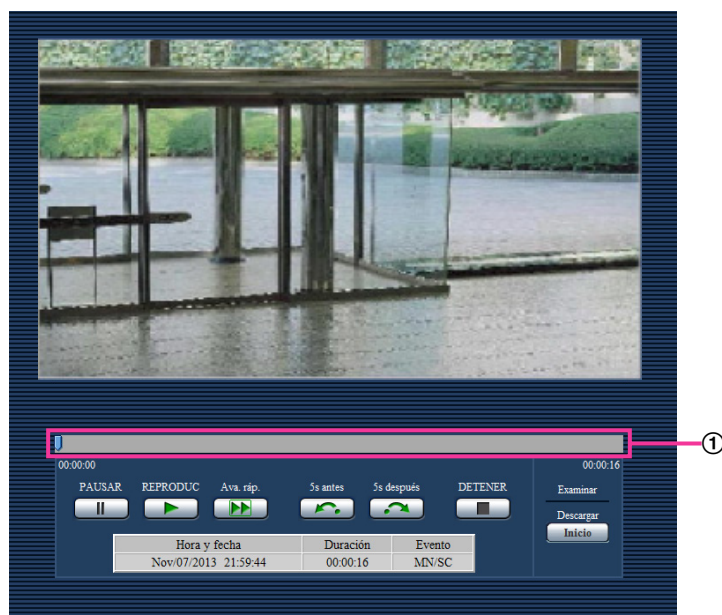 ①
00:00:00 00:00:16
PAUSAR REPRODUC Ava. ráp. 5s antes 5s después DETENER Examinar
Descargar
Inicio
Hora y fecha Duración Evento
Nov/07/2013 21:59:44 00:00:16 MN/SC